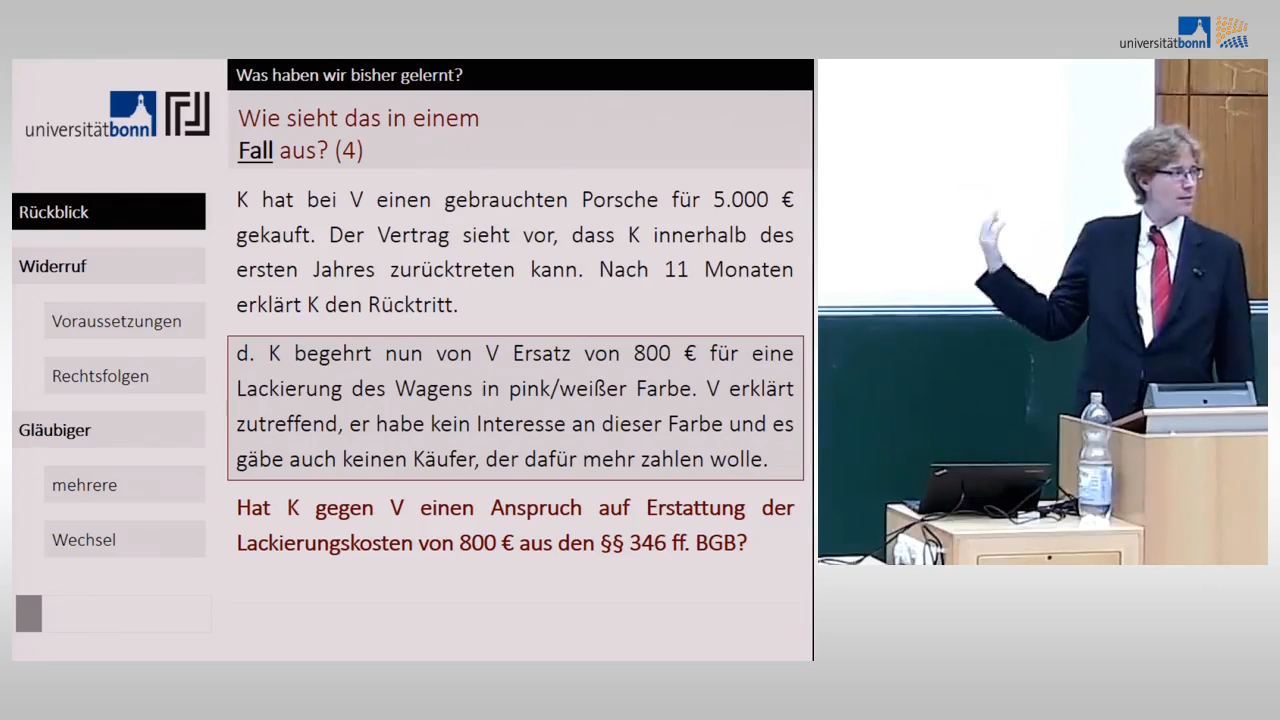 universitätbonn
Was haben wir bisher gelernt?
universitätbonn
Wie sieht das in einem
Fall aus? (4)
Rückblick
Widerruf
Voraussetzungen
Rechtsfolgen
Gläubiger
mehrere
Wechsel
K hat bei V einen gebrauchten Porsche für 5.000 €
gekauft. Der Vertrag sieht vor, dass K innerhalb des
ersten Jahres zurücktreten kann. Nach 11 Monaten
erklärt K den Rücktritt.
d. K begehrt nun von V Ersatz von 800 € für eine
Lackierung des Wagens in pink/weißer Farbe. V erklärt
zutreffend, er habe kein Interesse an dieser Farbe und es
gäbe auch keinen Käufer, der dafür mehr zahlen wolle.
Hat K gegen V einen Anspruch auf Erstattung der
Lackierungskosten von 800 € aus den §§ 346 ff. BGB?